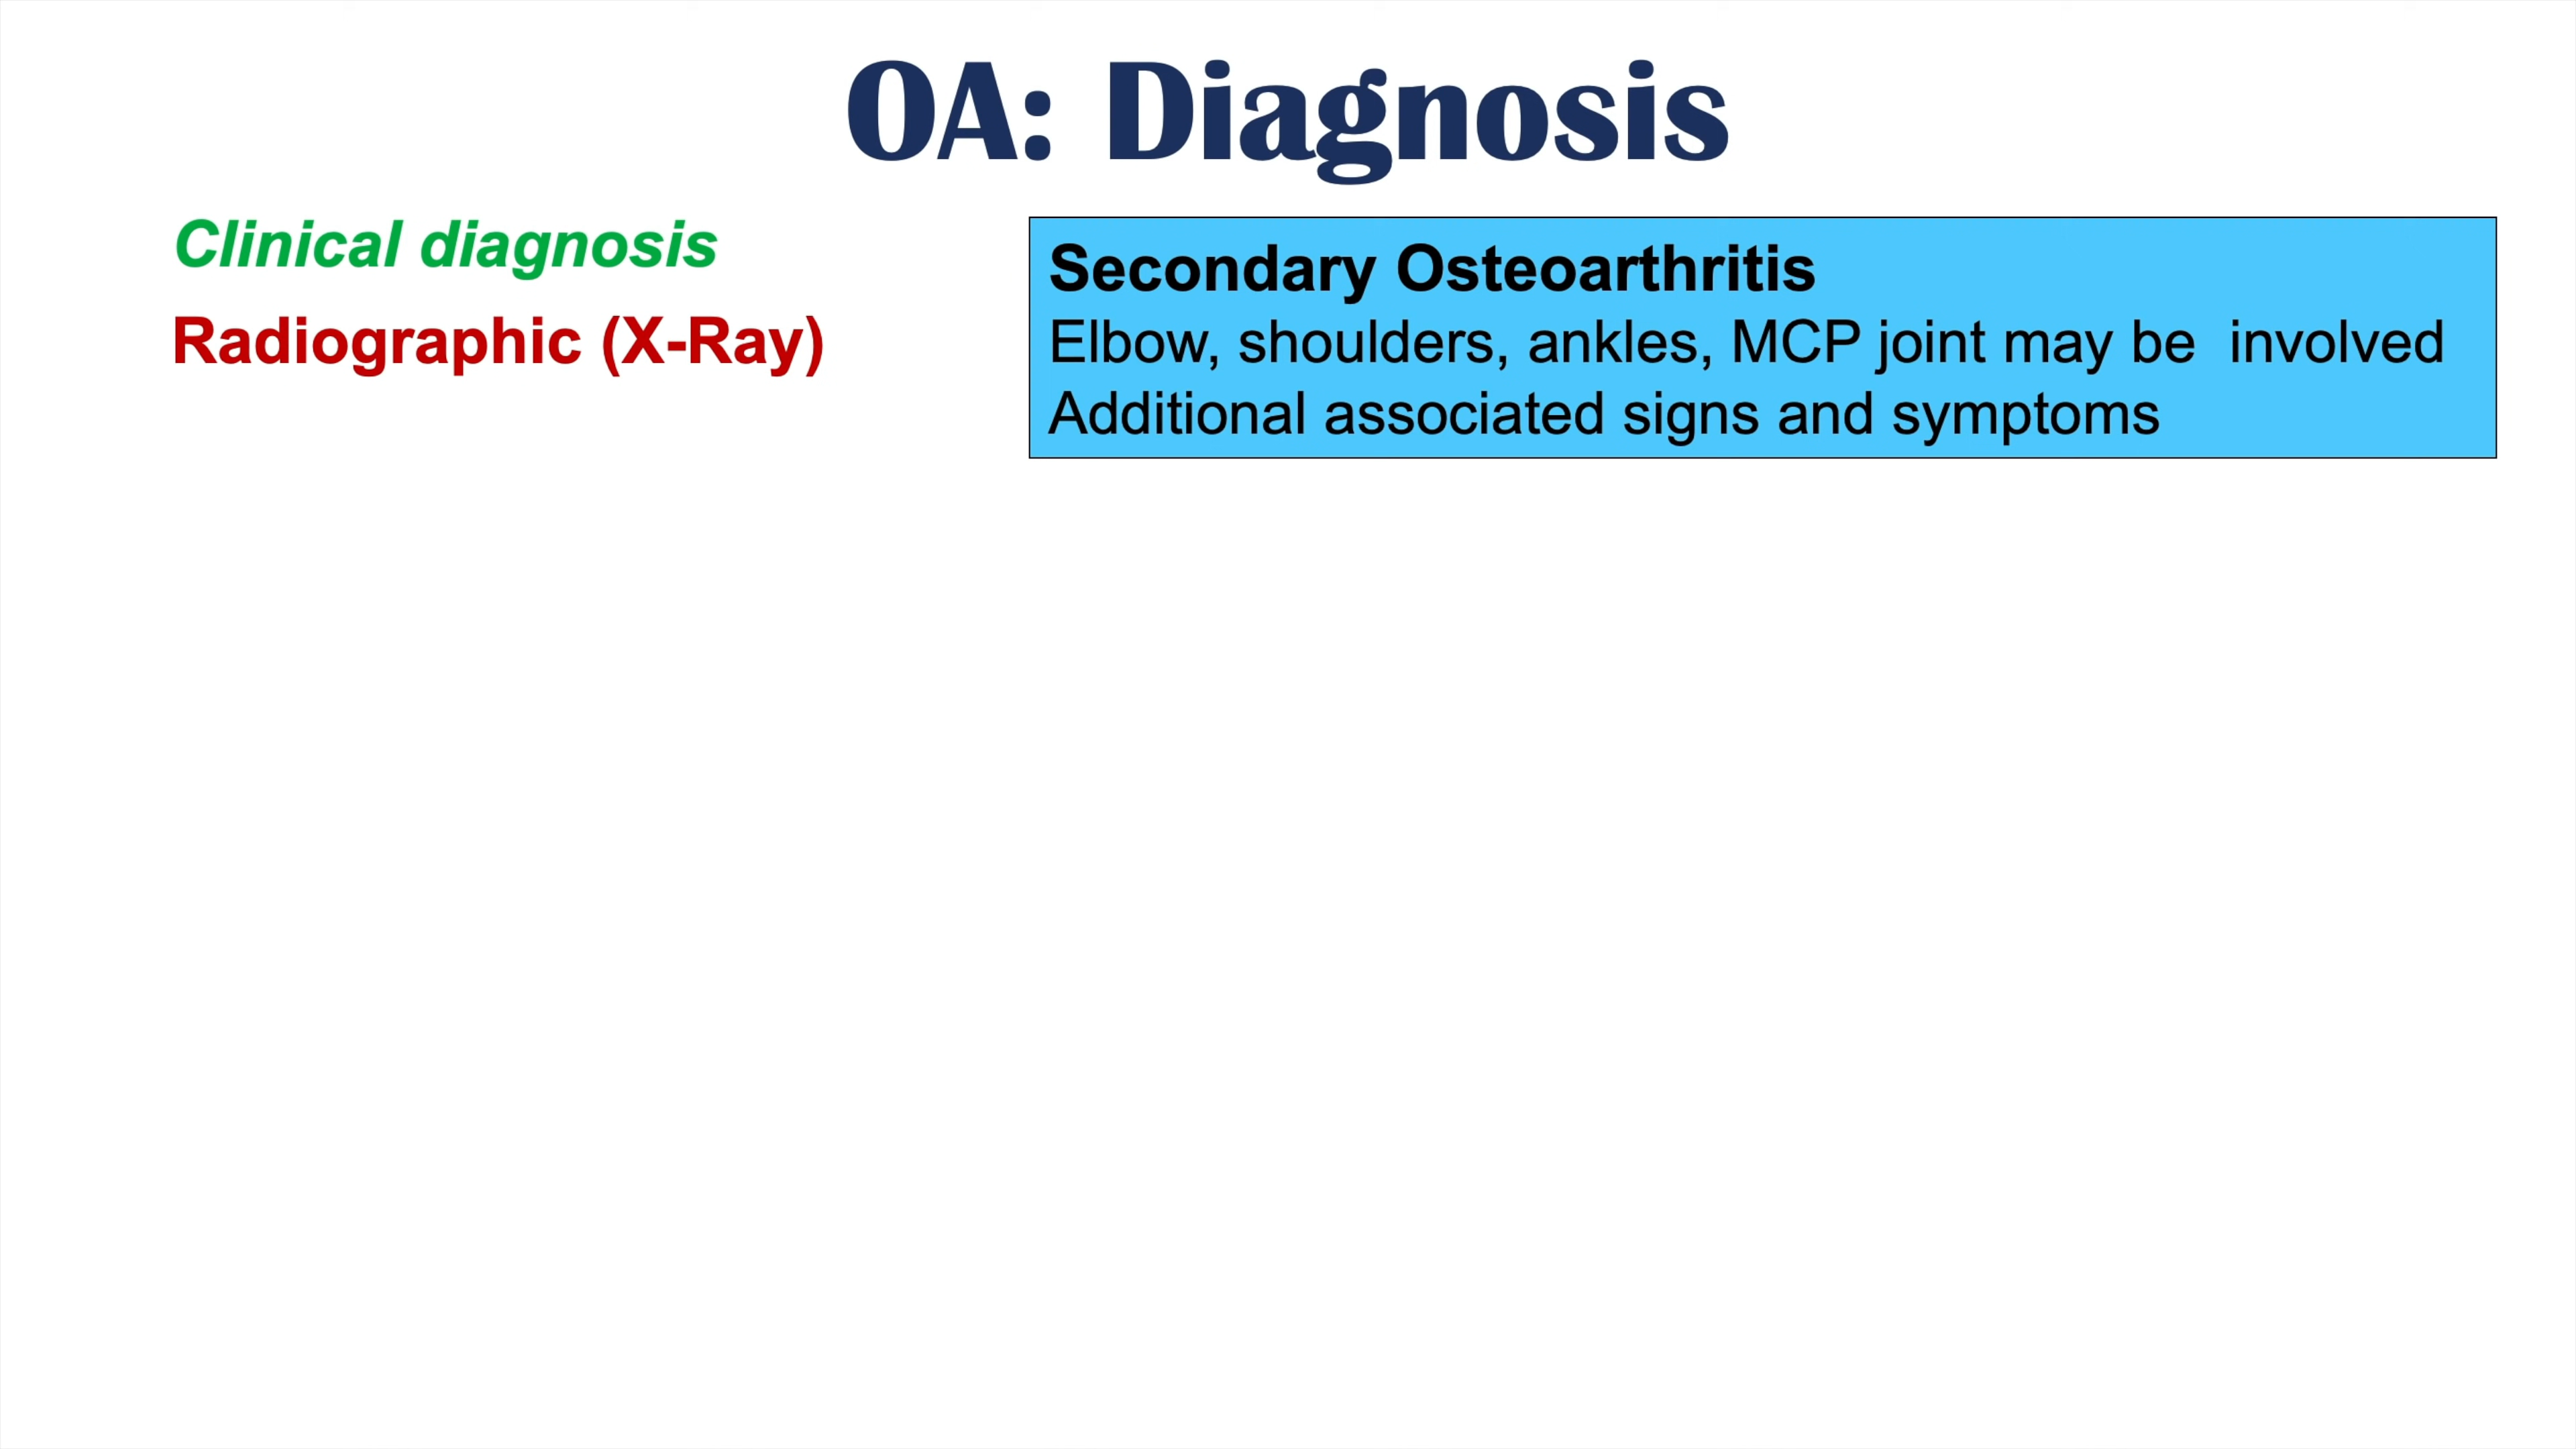 OA: Diagnosis
Clinical diagnosis
Radiographic (X-Ray)
Secondary Osteoarthritis
Elbow, shoulders, ankles, MCP joint may be  involved
Additional associated signs and symptoms